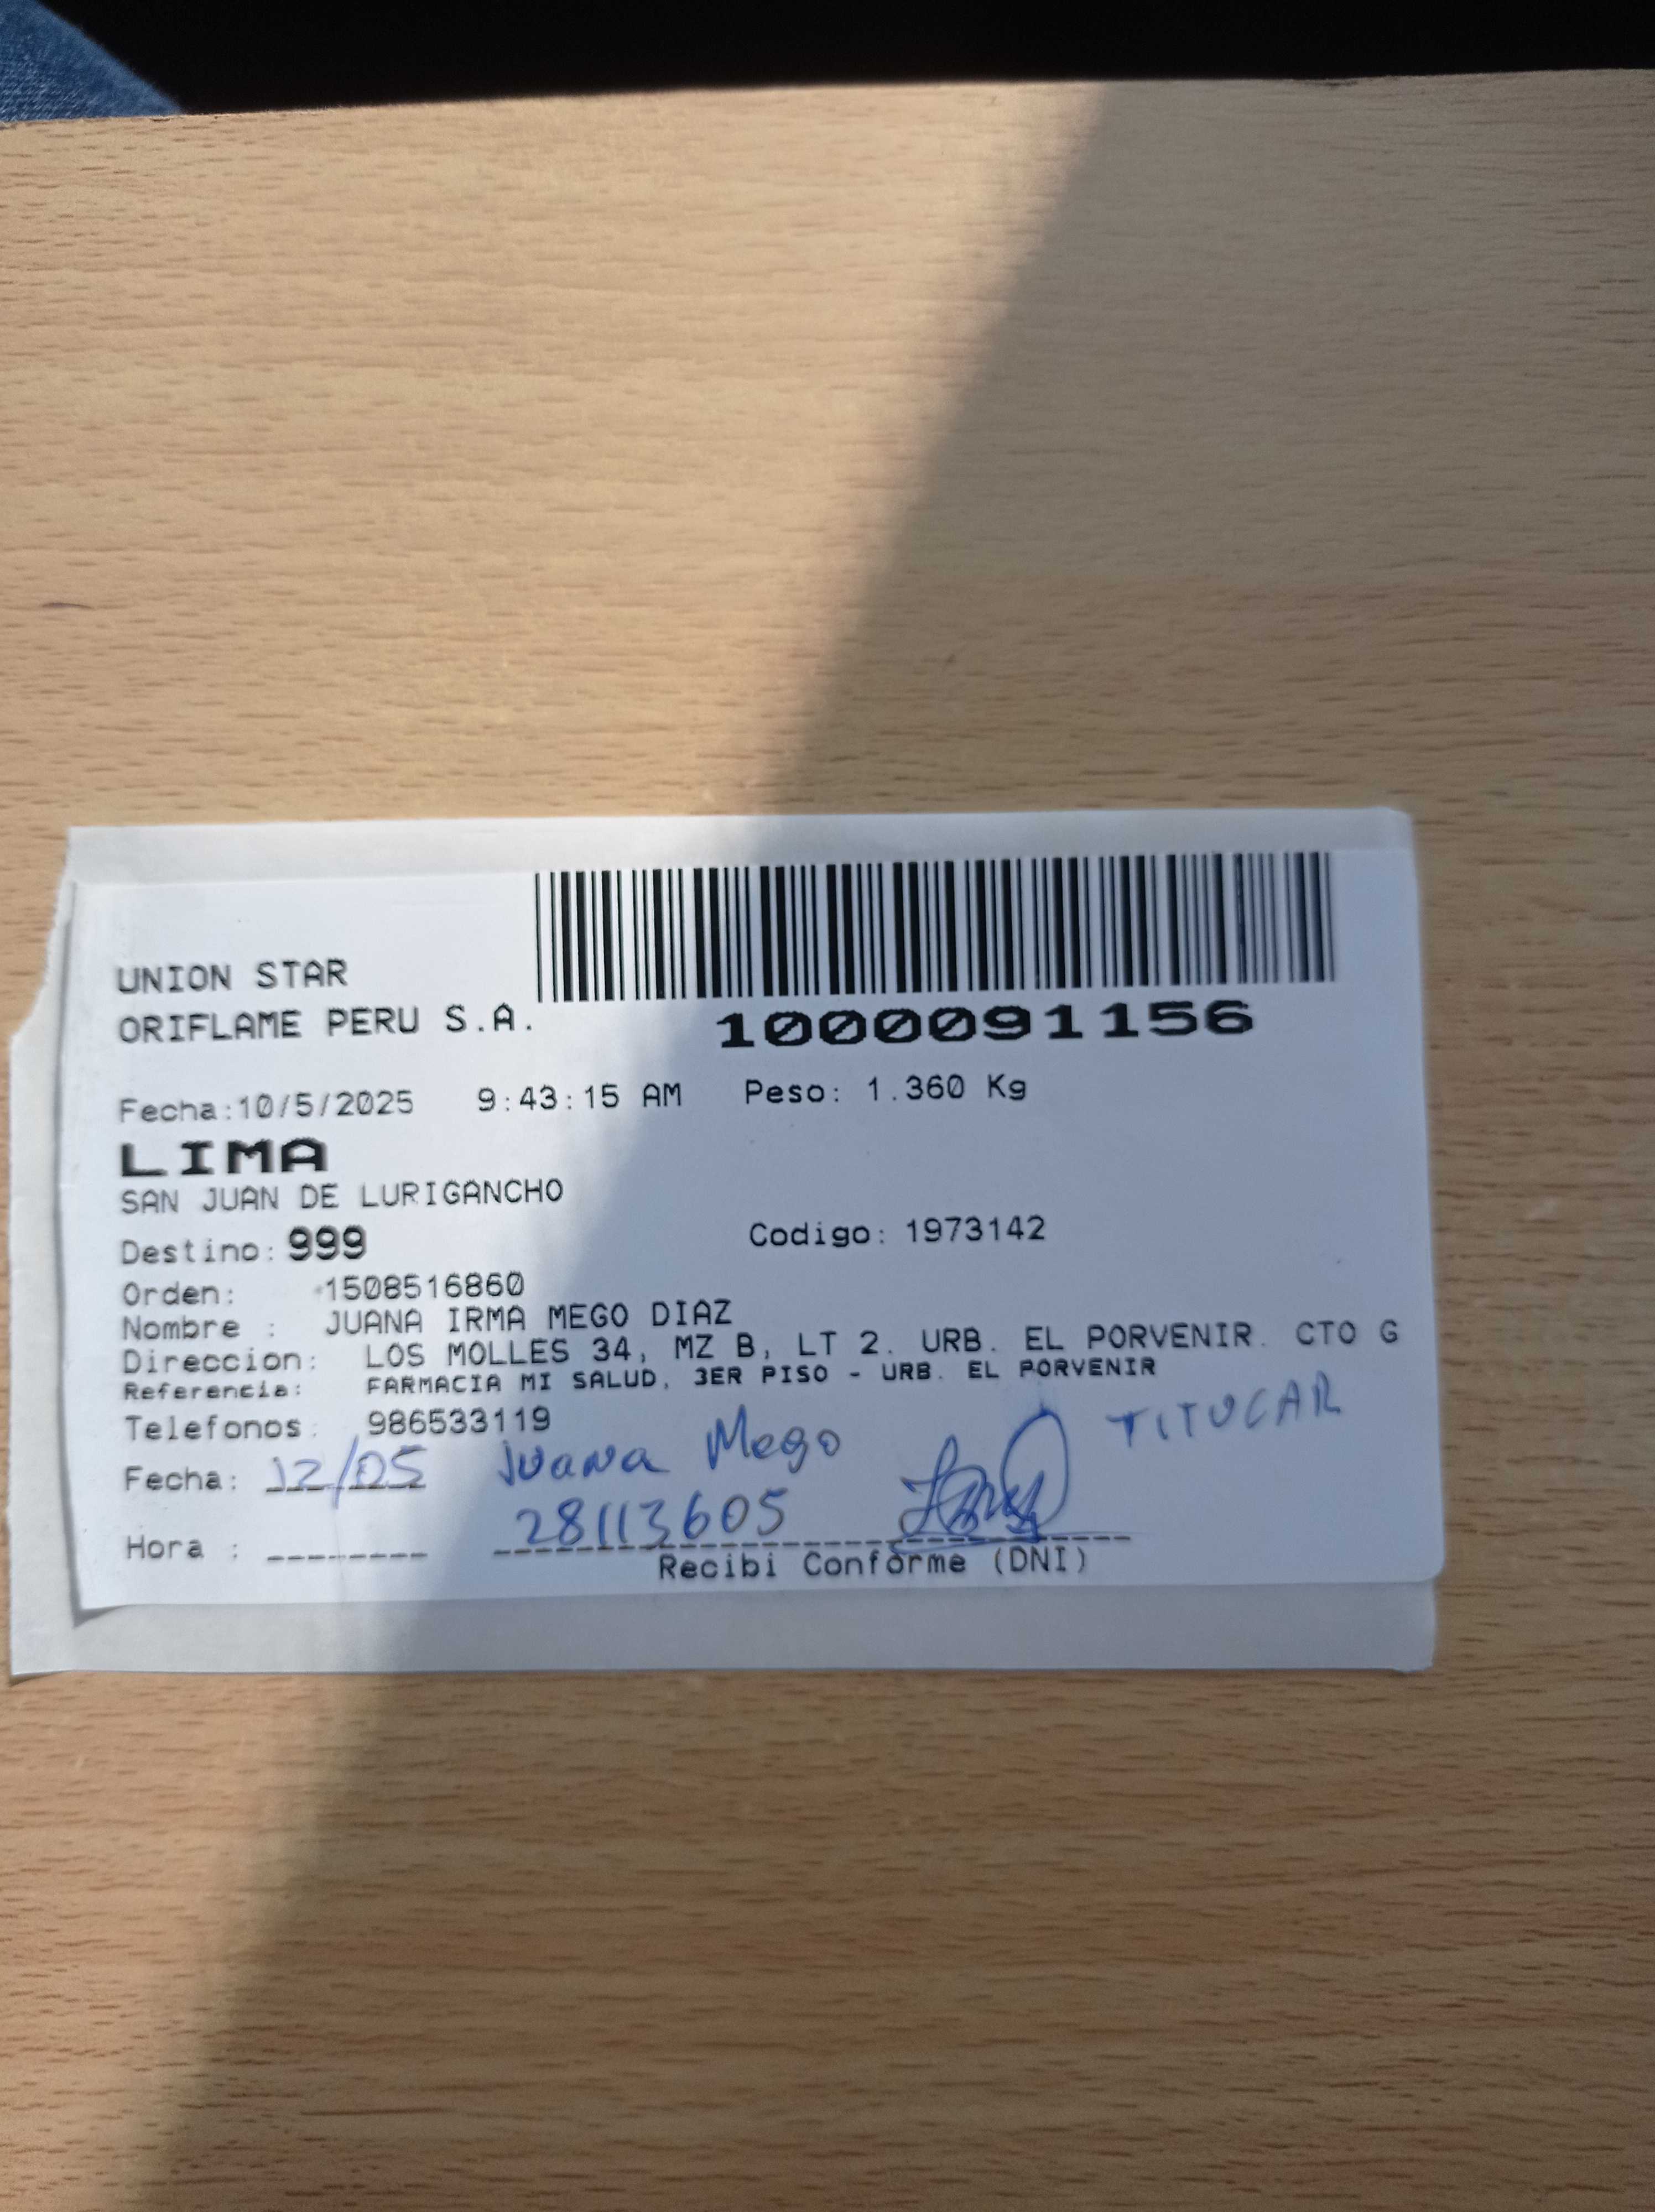 UNION STAR
ORIFLAME PERU S.A.
1000091156
Fecha:10/5/2025 9:43:15 AM Peso: 1.360 Kg
LIMA
SAN JUAN DE LURIGANCHO
Destino: 999 Codigo: 1973142
Orden: 1508516860
Nombre : JUANA IRMA MEGO DIAZ
Direccion: LOS MOLLES 34, MZ B, LT 2. URB. EL PORVENIR. CTO G
Referencia: FARMACIA MI SALUD, 3ER PISO - URB. EL PORVENIR
Telefonos: 986533119
TITUCAR
Fecha: 12/05 Juana Mego
28113605
Hora :
Recibi Conforme (DNI)